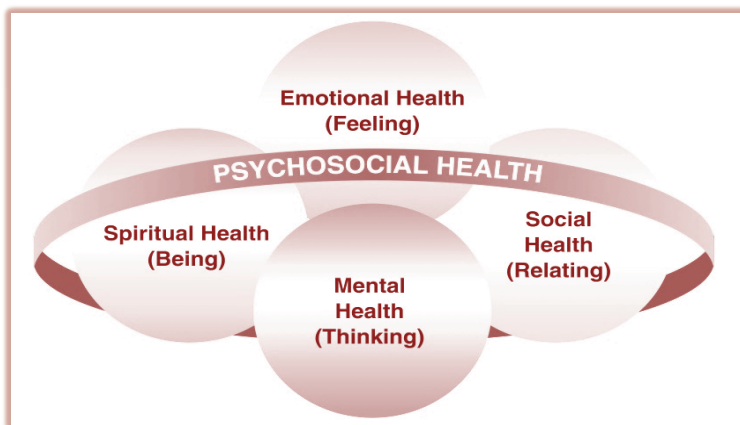 Emotional Health
(Feeling)
PSYCHOSOCIAL HEALTH
Spiritual Health
(Being)
Social
Health
(Relating)
Mental
Health
(Thinking)